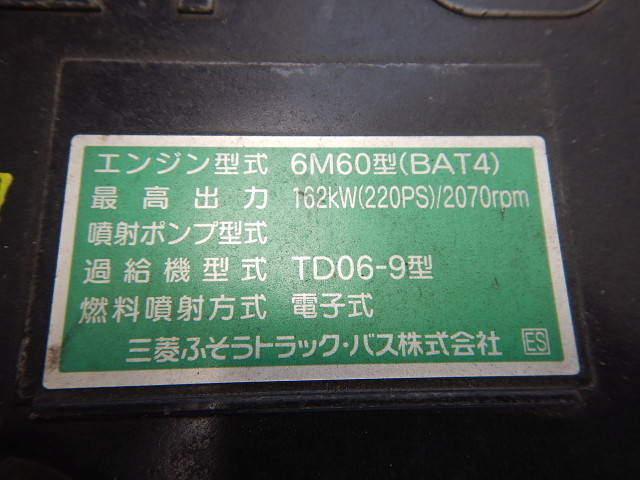 エンジン型式 6M60型(BAT4)
最高出力 162kW(220PS)/2070rpm
噴射ポンプ型式
過給機型式 TD06-9型
燃料噴射方式 電子式
三菱ふそうトラック・バス株式会社 ES